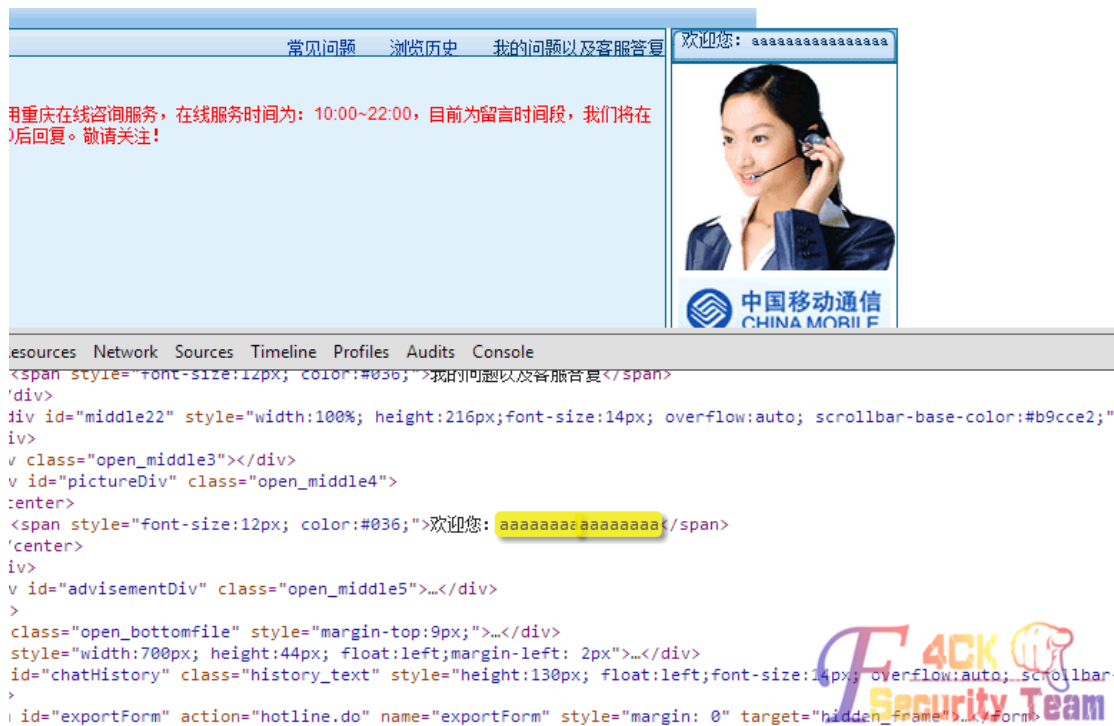 常见问题 浏览历史 我的问题以及客服答复
欢迎您: aaaaaaaaaaaaaaaa
用重庆在线咨询服务，在线服务时间为：10:00~22:00，目前为留言时间段，我们将在
后回复。敬请关注！
中国移动通信
CHINA MOBILE
esources Network Sources Timeline Profiles Audits Console
<span style="font-size:12px; color:#036;">我的问题以及客服答复</span>
/div>
div id="middle22" style="width:100%; height:216px;font-size:14px; overflow:auto; scrollbar-base-color:#b9cce2;"
iv>
v class="open_middle3"></div>
v id="pictureDiv" class="open_middle4">
center>
<span style="font-size:12px; color:#036;">欢迎您: aaaaaaaaaaaaaaaa</span>
/center>
iv>
v id="advisementDiv" class="open_middle5">…</div>
>
class="open_bottomfile" style="margin-top:9px;">…</div>
style="width:700px; height:44px; float:left;margin-left: 2px">…</div>
id="chatHistory" class="history_text" style="height:130px; float:left;font-size:14px; overflow:auto; scrollbar-
>
id="exportForm" action="hotline.do" name="exportForm" style="margin: 0" target="hidden_frame">…</form>
F4CK
Security Team